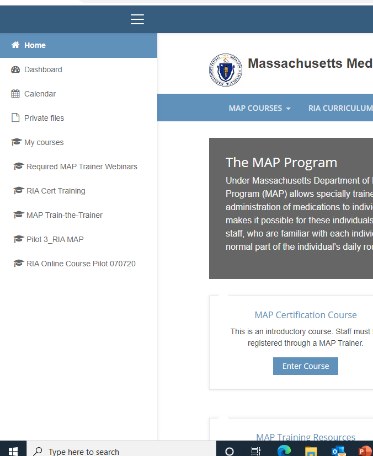 Home
Dashboard
Calendar
Private files
My courses
Required MAP Trainer Webinars
RIA Cert Training
MAP Train-the-Trainer
Pilot 3_RIA MAP
RIA Online Course Pilot 070720
Massachusetts Med
MAP COURSES
RIA CURRICULUM
The MAP Program
Under Massachusetts Department of
Program (MAP) allows specially traine
administration of medications to indivi
makes it possible for these individuals
staff, who are familiar with each indivi
normal part of the individual's daily rou
MAP Certification Course
This is an introductory course. Staff must
registered through a MAP Trainer.
Enter Course
MAP Training Resources
Type here to search